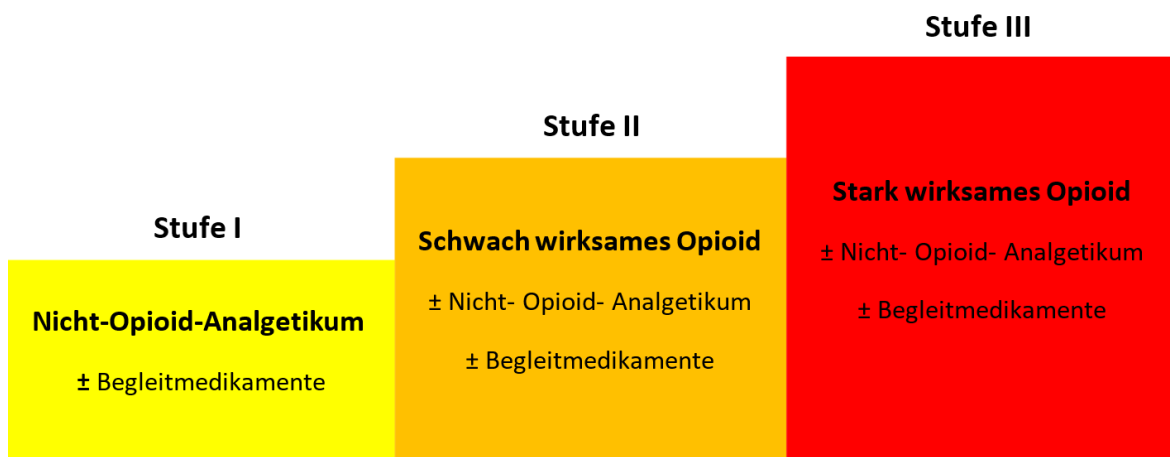 Stufe I
Nicht-Opioid-Analgetikum
± Begleitmedikamente
Stufe II
Schwach wirksames Opioid
± Nicht- Opioid- Analgetikum
± Begleitmedikamente
Stufe III
Stark wirksames Opioid
± Nicht- Opioid- Analgetikum
± Begleitmedikamente